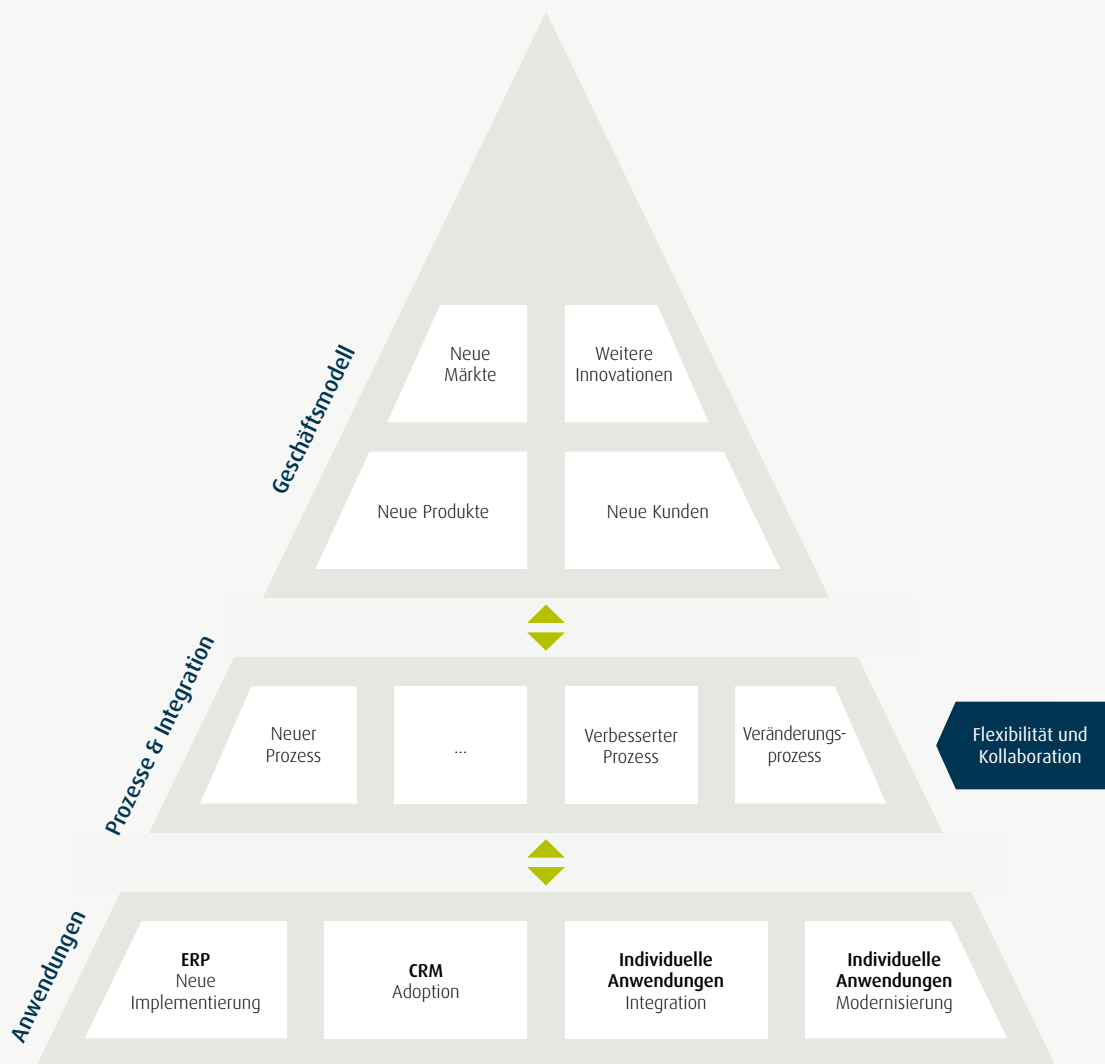 Geschäftsmodell
Neue
Märkte
Weitere
Innovationen
Neue Produkte
Neue Kunden
Prozesse & Integration
Neuer
Prozess
...
Verbesserter
Prozess
Veränderungs-
prozess
Flexibilität und
Kollaboration
Anwendungen
ERP
Neue
Implementierung
CRM
Adoption
Individuelle
Anwendungen
Integration
Individuelle
Anwendungen
Modernisierung